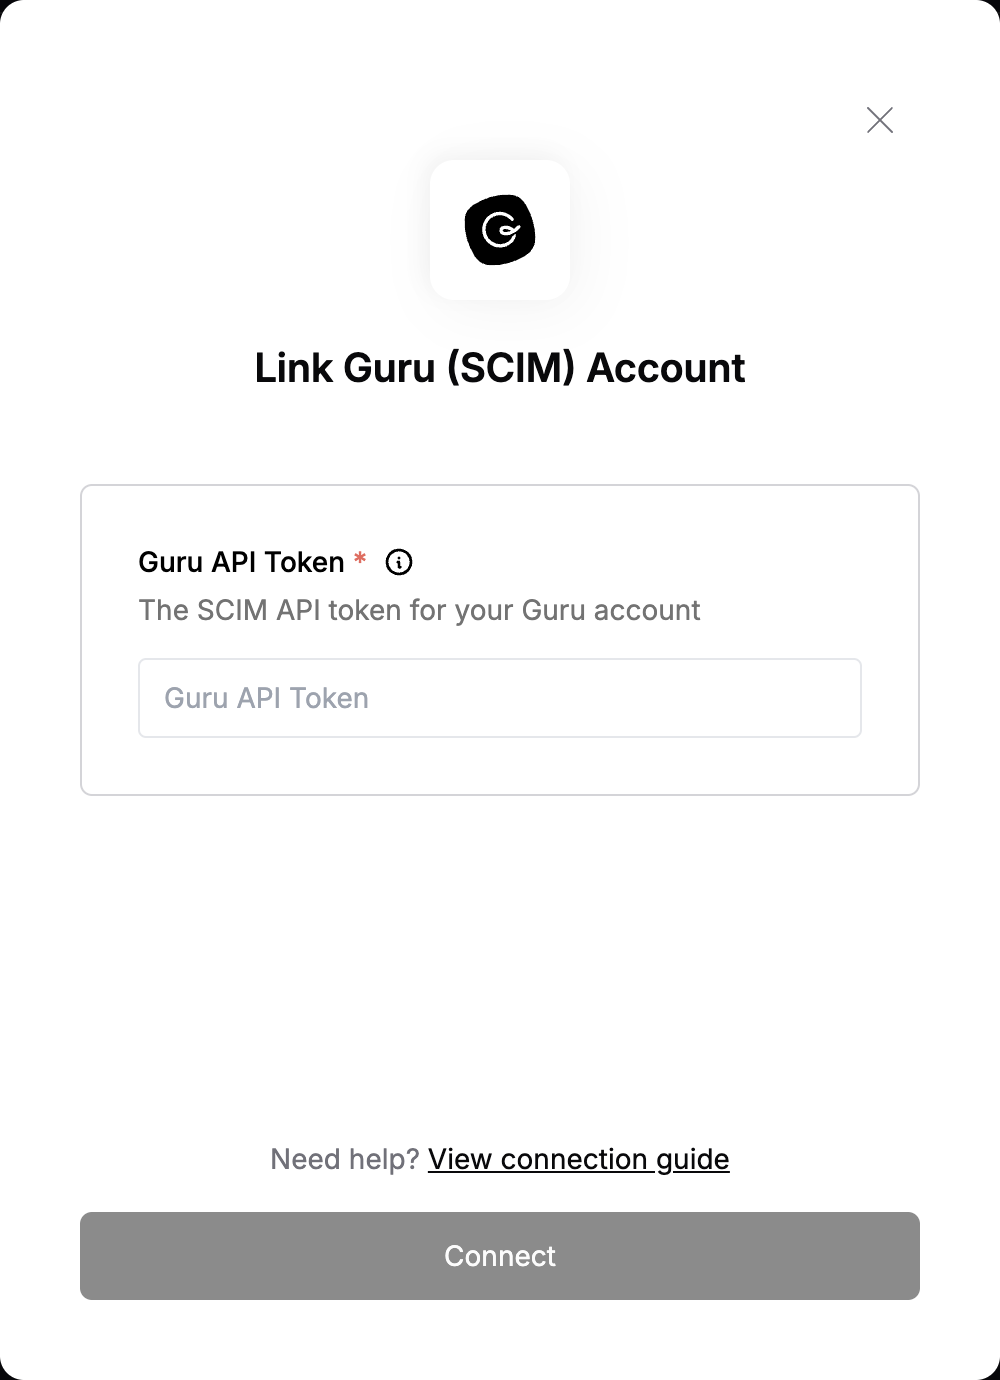 Link Guru (SCIM) Account
Guru API Token *
The SCIM API token for your Guru account
Guru API Token
Need help? View connection guide
Connect